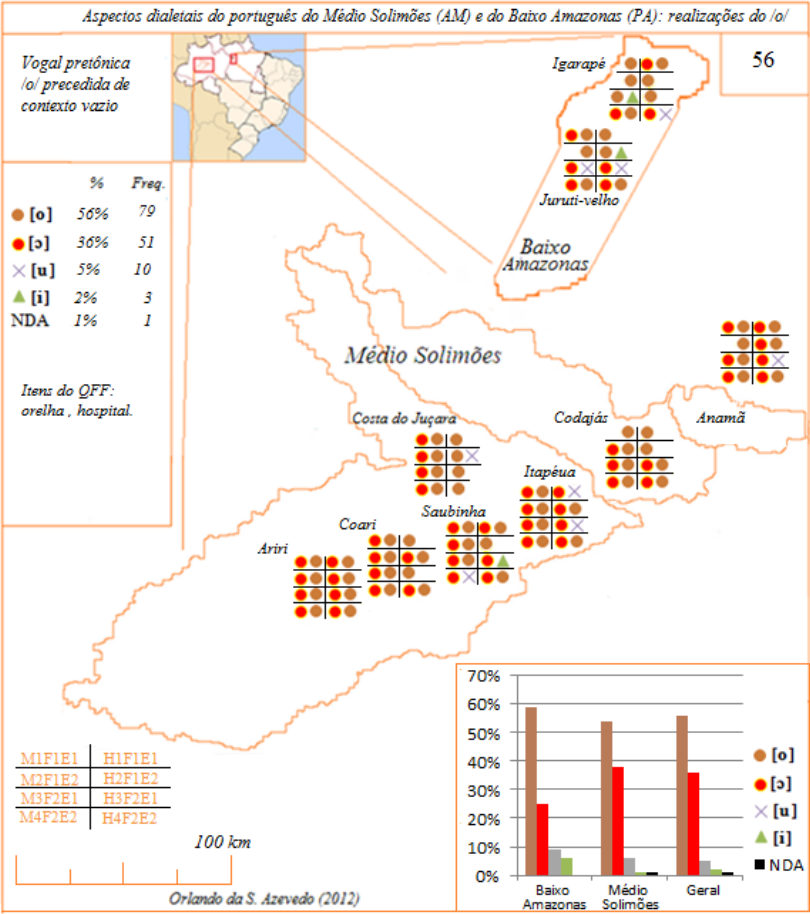 Aspectos dialetais do português do Médio Solimões (AM) e do Baixo Amazonas (PA): realizações do /o/
56
Vogal pretônica
/o/ precedida de
contexto vazio
% Freq.
[o] 56% 79
[ɔ] 36% 51
[u] 5% 10
[i] 2% 3
NDA 1% 1
Itens do QFF:
orelha , hospital.
Igarapé
Juruti-velho
Baixo
Amazonas
Médio Solimões
Costa do Juçara
Codajás
Anamã
Itapéua
Saubinha
Coari
Ariri
M1F1E1 H1F1E1
M2F1E2 H2F1E2
M3F2E1 H3F2E1
M4F2E2 H4F2E2
100 km
Orlando da S. Azevedo (2012)
70%
60%
50%
40%
30%
20%
10%
0%
Baixo
Amazonas
Médio
Solimões
Geral
[o]
[ɔ]
[u]
[i]
NDA